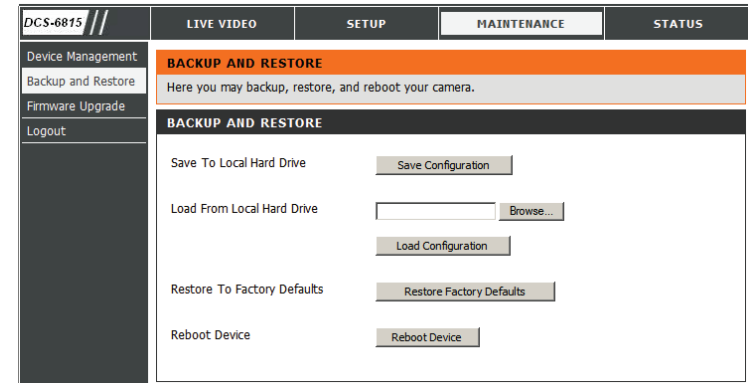 DCS-6815 //
LIVE VIDEO
SETUP
MAINTENANCE
STATUS
Device Management
Backup and Restore
Firmware Upgrade
Logout
BACKUP AND RESTORE
Here you may backup, restore, and reboot your camera.
BACKUP AND RESTORE
Save To Local Hard Drive
Save Configuration
Load From Local Hard Drive
Browse...
Load Configuration
Restore To Factory Defaults
Restore Factory Defaults
Reboot Device
Reboot Device